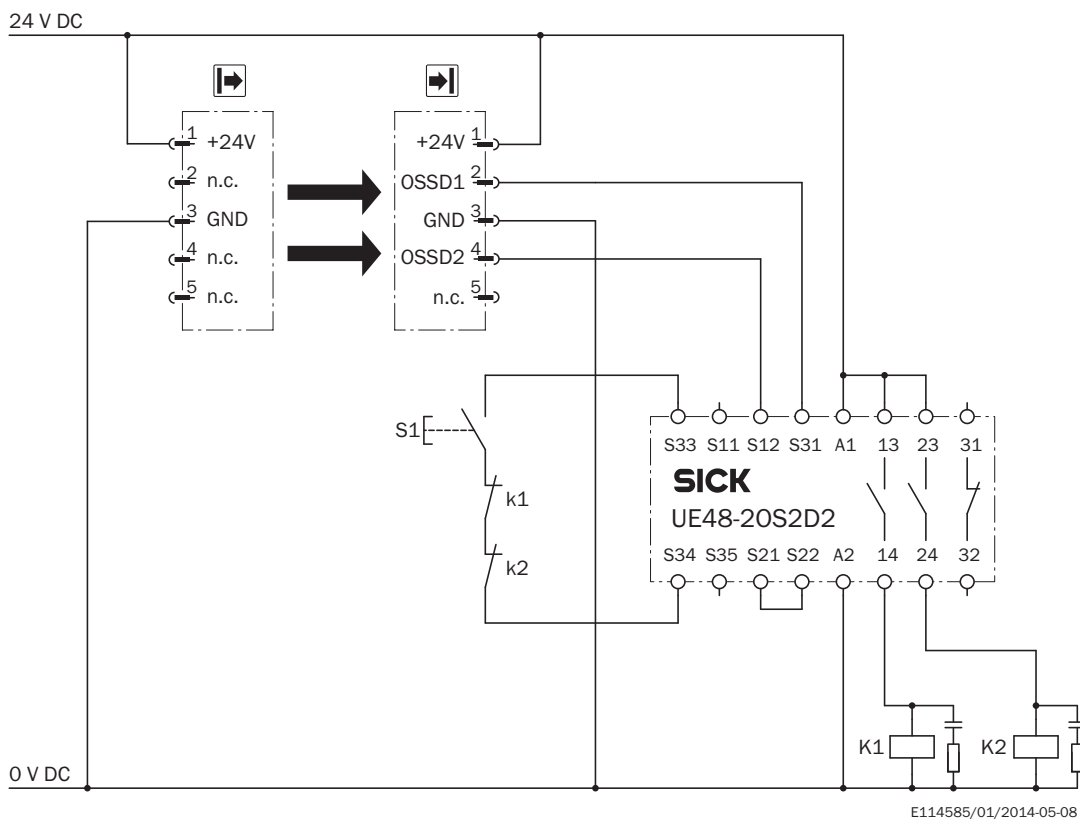 24 V DC
1 +24V
2 n.c.
3 GND
4 n.c.
5 n.c.
+24V 1
OSSD1 2
GND 3
OSSD2 4
n.c. 5
S1
k1
k2
S33 S11 S12 S31 A1 13 23 31
SICK
UE48-2OS2D2
S34 S35 S21 S22 A2 14 24 32
K1
K2
0 V DC
E114585/01/2014-05-08